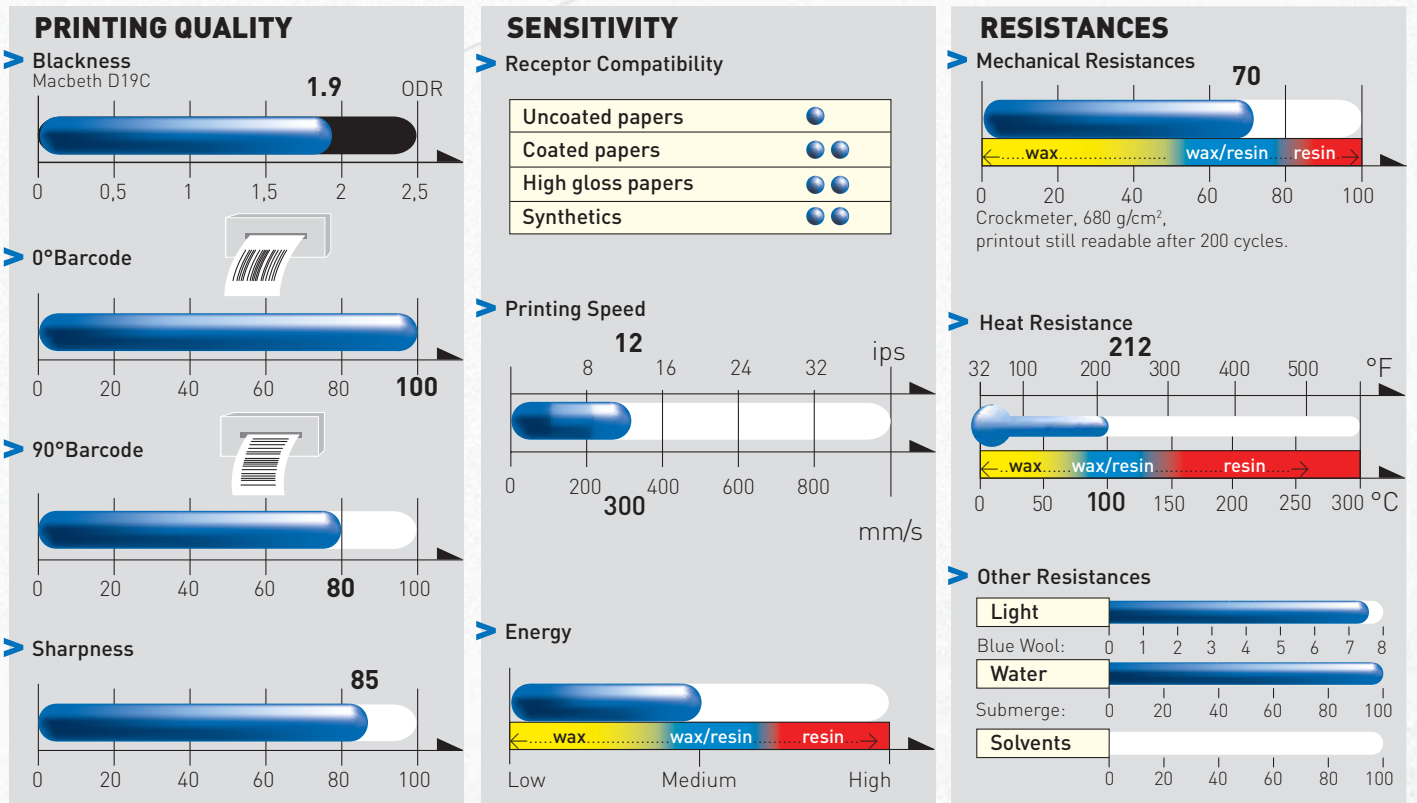 PRINTING QUALITY
> Blackness
Macbeth D19C
1.9 ODR
0 0,5 1 1,5 2 2,5
> 0°Barcode
0 20 40 60 80 100
> 90°Barcode
0 20 40 60 80 100
> Sharpness
85
0 20 40 60 80 100
SENSITIVITY
> Receptor Compatibility
Uncoated papers
Coated papers
High gloss papers
Synthetics
> Printing Speed
12
8 16 24 32 ips
0 200 400 600 800
300
mm/s
> Energy
wax wax/resin resin
Low Medium High
RESISTANCES
> Mechanical Resistances
70
wax wax/resin resin
0 20 40 60 80 100
Crockmeter, 680 g/cm²,
printout still readable after 200 cycles.
> Heat Resistance
212
32 100 200 300 400 500 °F
wax wax/resin resin
0 50 100 150 200 250 300 °C
> Other Resistances
Light
Blue Wool: 0 1 2 3 4 5 6 7 8
Water
Submerge: 0 20 40 60 80 100
Solvents
0 20 40 60 80 100